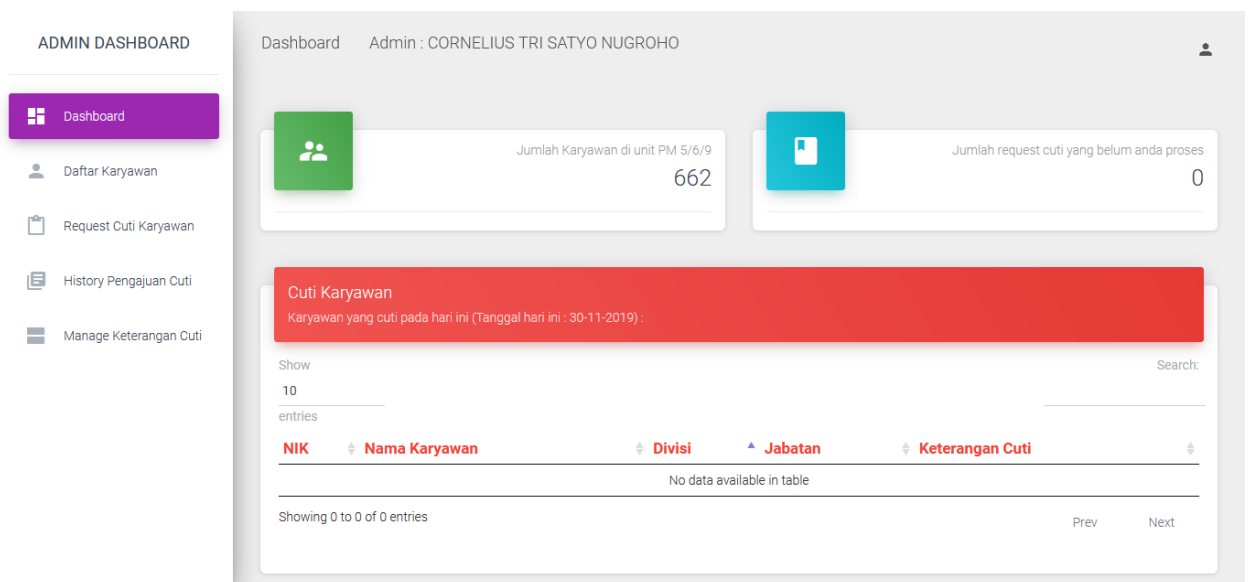 ADMIN DASHBOARD
Dashboard
Daftar Karyawan
Request Cuti Karyawan
History Pengajuan Cuti
Manage Keterangan Cuti
Dashboard Admin : CORNELIUS TRI SATYO NUGROHO
Jumlah Karyawan di unit PM 5/6/9
662
Jumlah request cuti yang belum anda proses
0
Cuti Karyawan
Karyawan yang cuti pada hari ini (Tanggal hari ini : 30-11-2019) :
Show
10
entries
Search:
NIK Nama Karyawan Divisi Jabatan Keterangan Cuti
No data available in table
Showing 0 to 0 of 0 entries
Prev Next